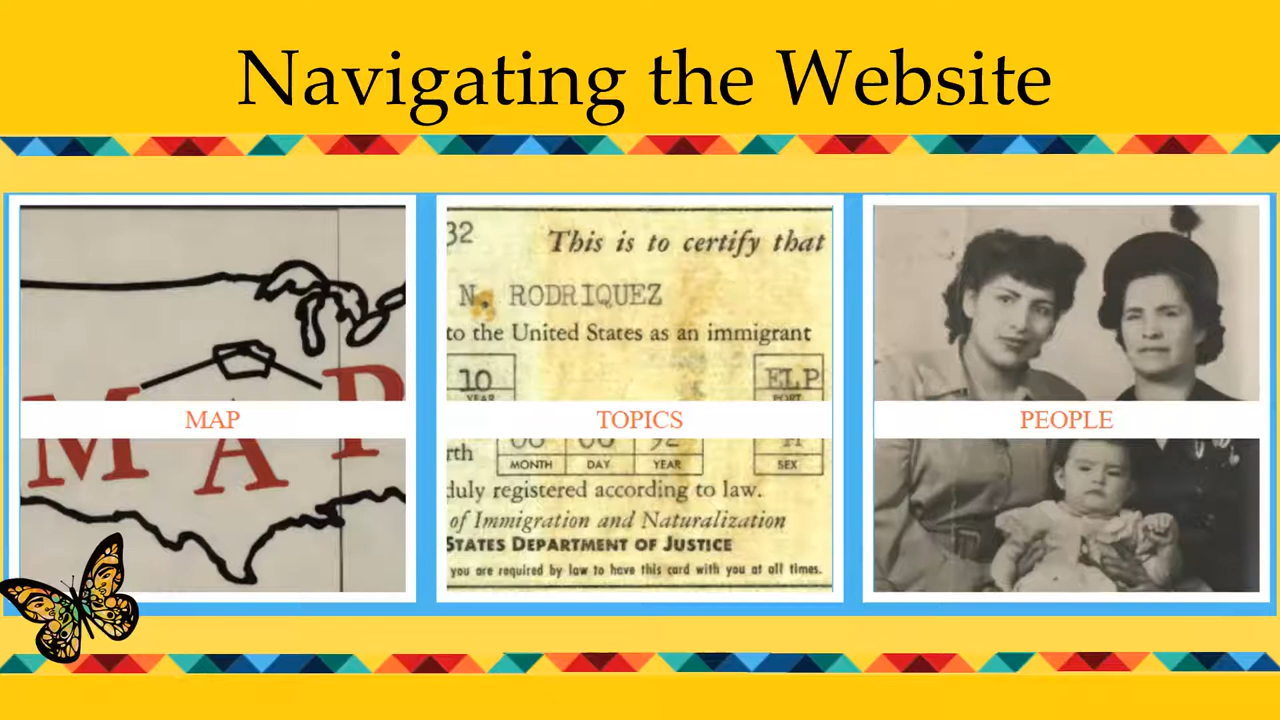 Navigating the Website
MAP
MAP
32
This is to certify that
N. RODRIQUEZ
to the United States as an immigrant
10
YEAR
ELP
PORT
TOPICS
rth
MONTH
DAY
YEAR
SEX
duly registered according to law.
of Immigration and Naturalization
STATES DEPARTMENT OF JUSTICE
you are required by law to have this card with you at all times.
PEOPLE